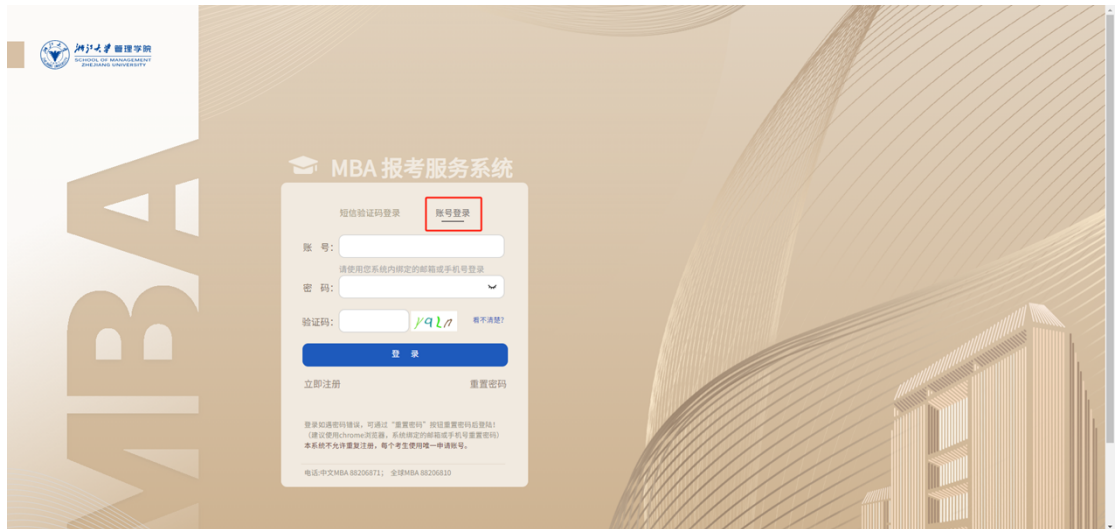 浙江大学 管理学院
SCHOOL OF MANAGEMENT
ZHEJIANG UNIVERSITY
MBA
MBA 报考服务系统
短信验证码登录 账号登录
账 号：
请使用您系统内绑定的邮箱或手机号登录
密 码：
验证码： yqln 看不清楚?
登 录
立即注册 重置密码
登录如遇密码错误，可通过“重置密码”按钮重置密码后登陆！
（建议使用chrome浏览器，系统绑定的邮箱或手机号重置密码）
本系统不允许重复注册，每个考生使用唯一申请账号。
电话:中文MBA 88206871； 全球MBA 88206810